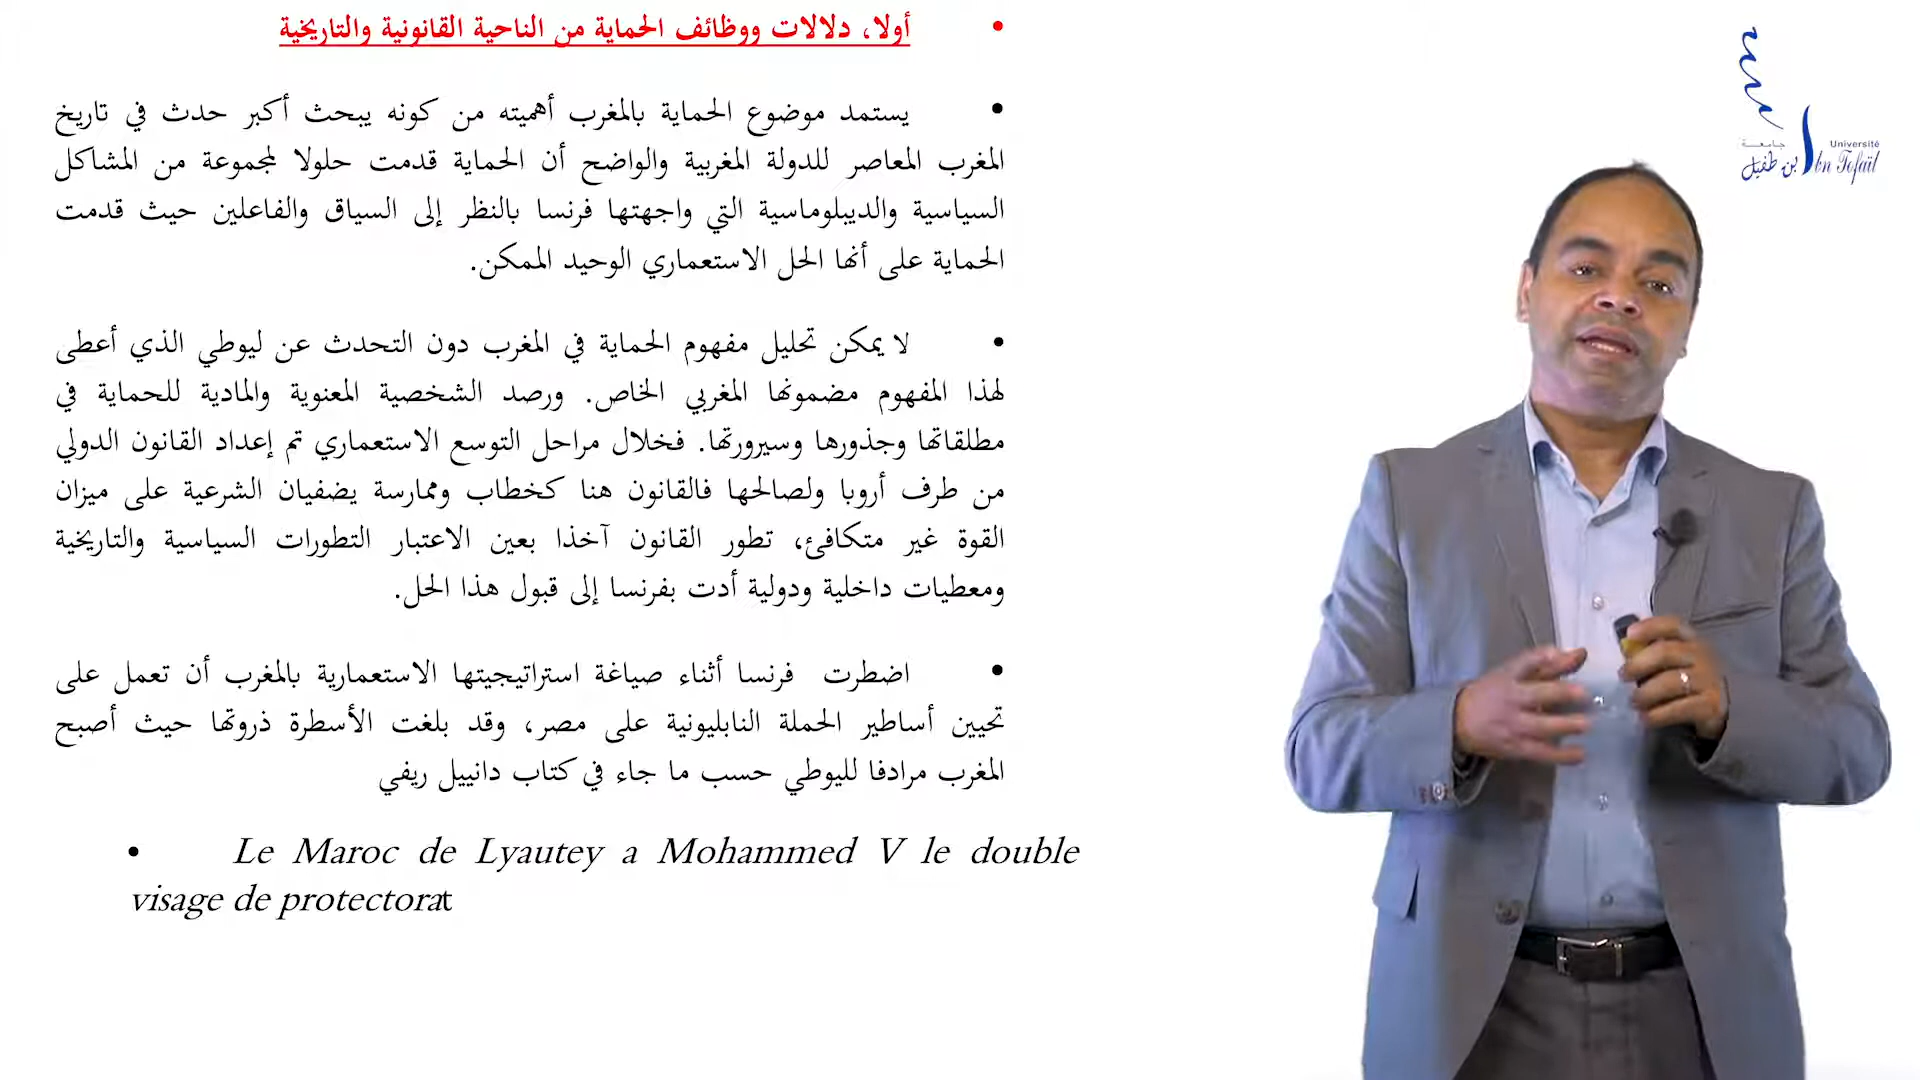 أولا، دلالات ووظائف الحماية من الناحية القانونية والتاريخية
يستمد موضوع الحماية بالمغرب أهميته من كونه يبحث أكبر حدث في تاريخ
المغرب المعاصر للدولة المغربية والواضح أن الحماية قدمت حلولا لمجموعة من المشاكل
السياسية والديبلوماسية التي واجهتها فرنسا بالنظر إلى السياق والفاعلين حيث قدمت
الحماية على أنها الحل الاستعماري الوحيد الممكن.
لا يمكن تحليل مفهوم الحماية في المغرب دون التحدث عن ليوطي الذي أعطى
لهذا المفهوم مضمونها المغربي الخاص. ورصد الشخصية المعنوية والمادية للحماية في
مطلقاتها وجذورها وسيرورتها. فخلال مراحل التوسع الاستعماري تم إعداد القانون الدولي
من طرف أروبا ولصالحها فالقانون هنا كخطاب وممارسة يضفيان الشرعية على ميزان
القوة غير متكافئ، تطور القانون آخذا بعين الاعتبار التطورات السياسية والتاريخية
ومعطيات داخلية ودولية أدت بفرنسا إلى قبول هذا الحل.
اضطرت فرنسا أثناء صياغة استراتيجيتها الاستعمارية بالمغرب أن تعمل على
تحيين أساطير الحملة النابليونية على مصر، وقد بلغت الأسطرة ذروتها حيث أصبح
المغرب مرادفا لليوطي حسب ما جاء في كتاب دانييل ريفي
Le Maroc de Lyautey a Mohammed V le double
visage de protectorat
جامعة
ابن طفيل
Université
Ibn Tofaïl